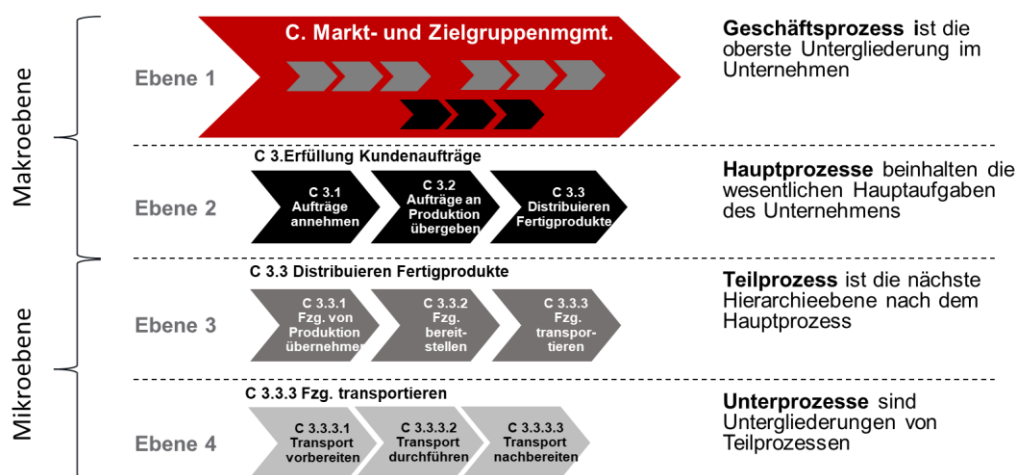 Makroebene
Mikroebene
Ebene 1
C. Markt- und Zielgruppenmgmt.
Geschäftsprozess ist die
oberste Untergliederung im
Unternehmen
Ebene 2
C 3.Erfüllung Kundenaufträge
C 3.1
Aufträge
annehmen
C 3.2
Aufträge an
Produktion
übergeben
C 3.3
Distribuieren
Fertigprodukte
Hauptprozesse beinhalten die
wesentlichen Hauptaufgaben
des Unternehmens
Ebene 3
C 3.3 Distribuieren Fertigprodukte
C 3.3.1
Fzg. von
Produktion
übernehmen
C 3.3.2
Fzg.
bereit-
stellen
C 3.3.3
Fzg.
transpor-
tieren
Teilprozess ist die nächste
Hierarchieebene nach dem
Hauptprozess
Ebene 4
C 3.3.3 Fzg. transportieren
C 3.3.3.1
Transport
vorbereiten
C 3.3.3.2
Transport
durchführen
C 3.3.3.3
Transport
nachbereiten
Unterprozesse sind
Untergliederungen von
Teilprozessen